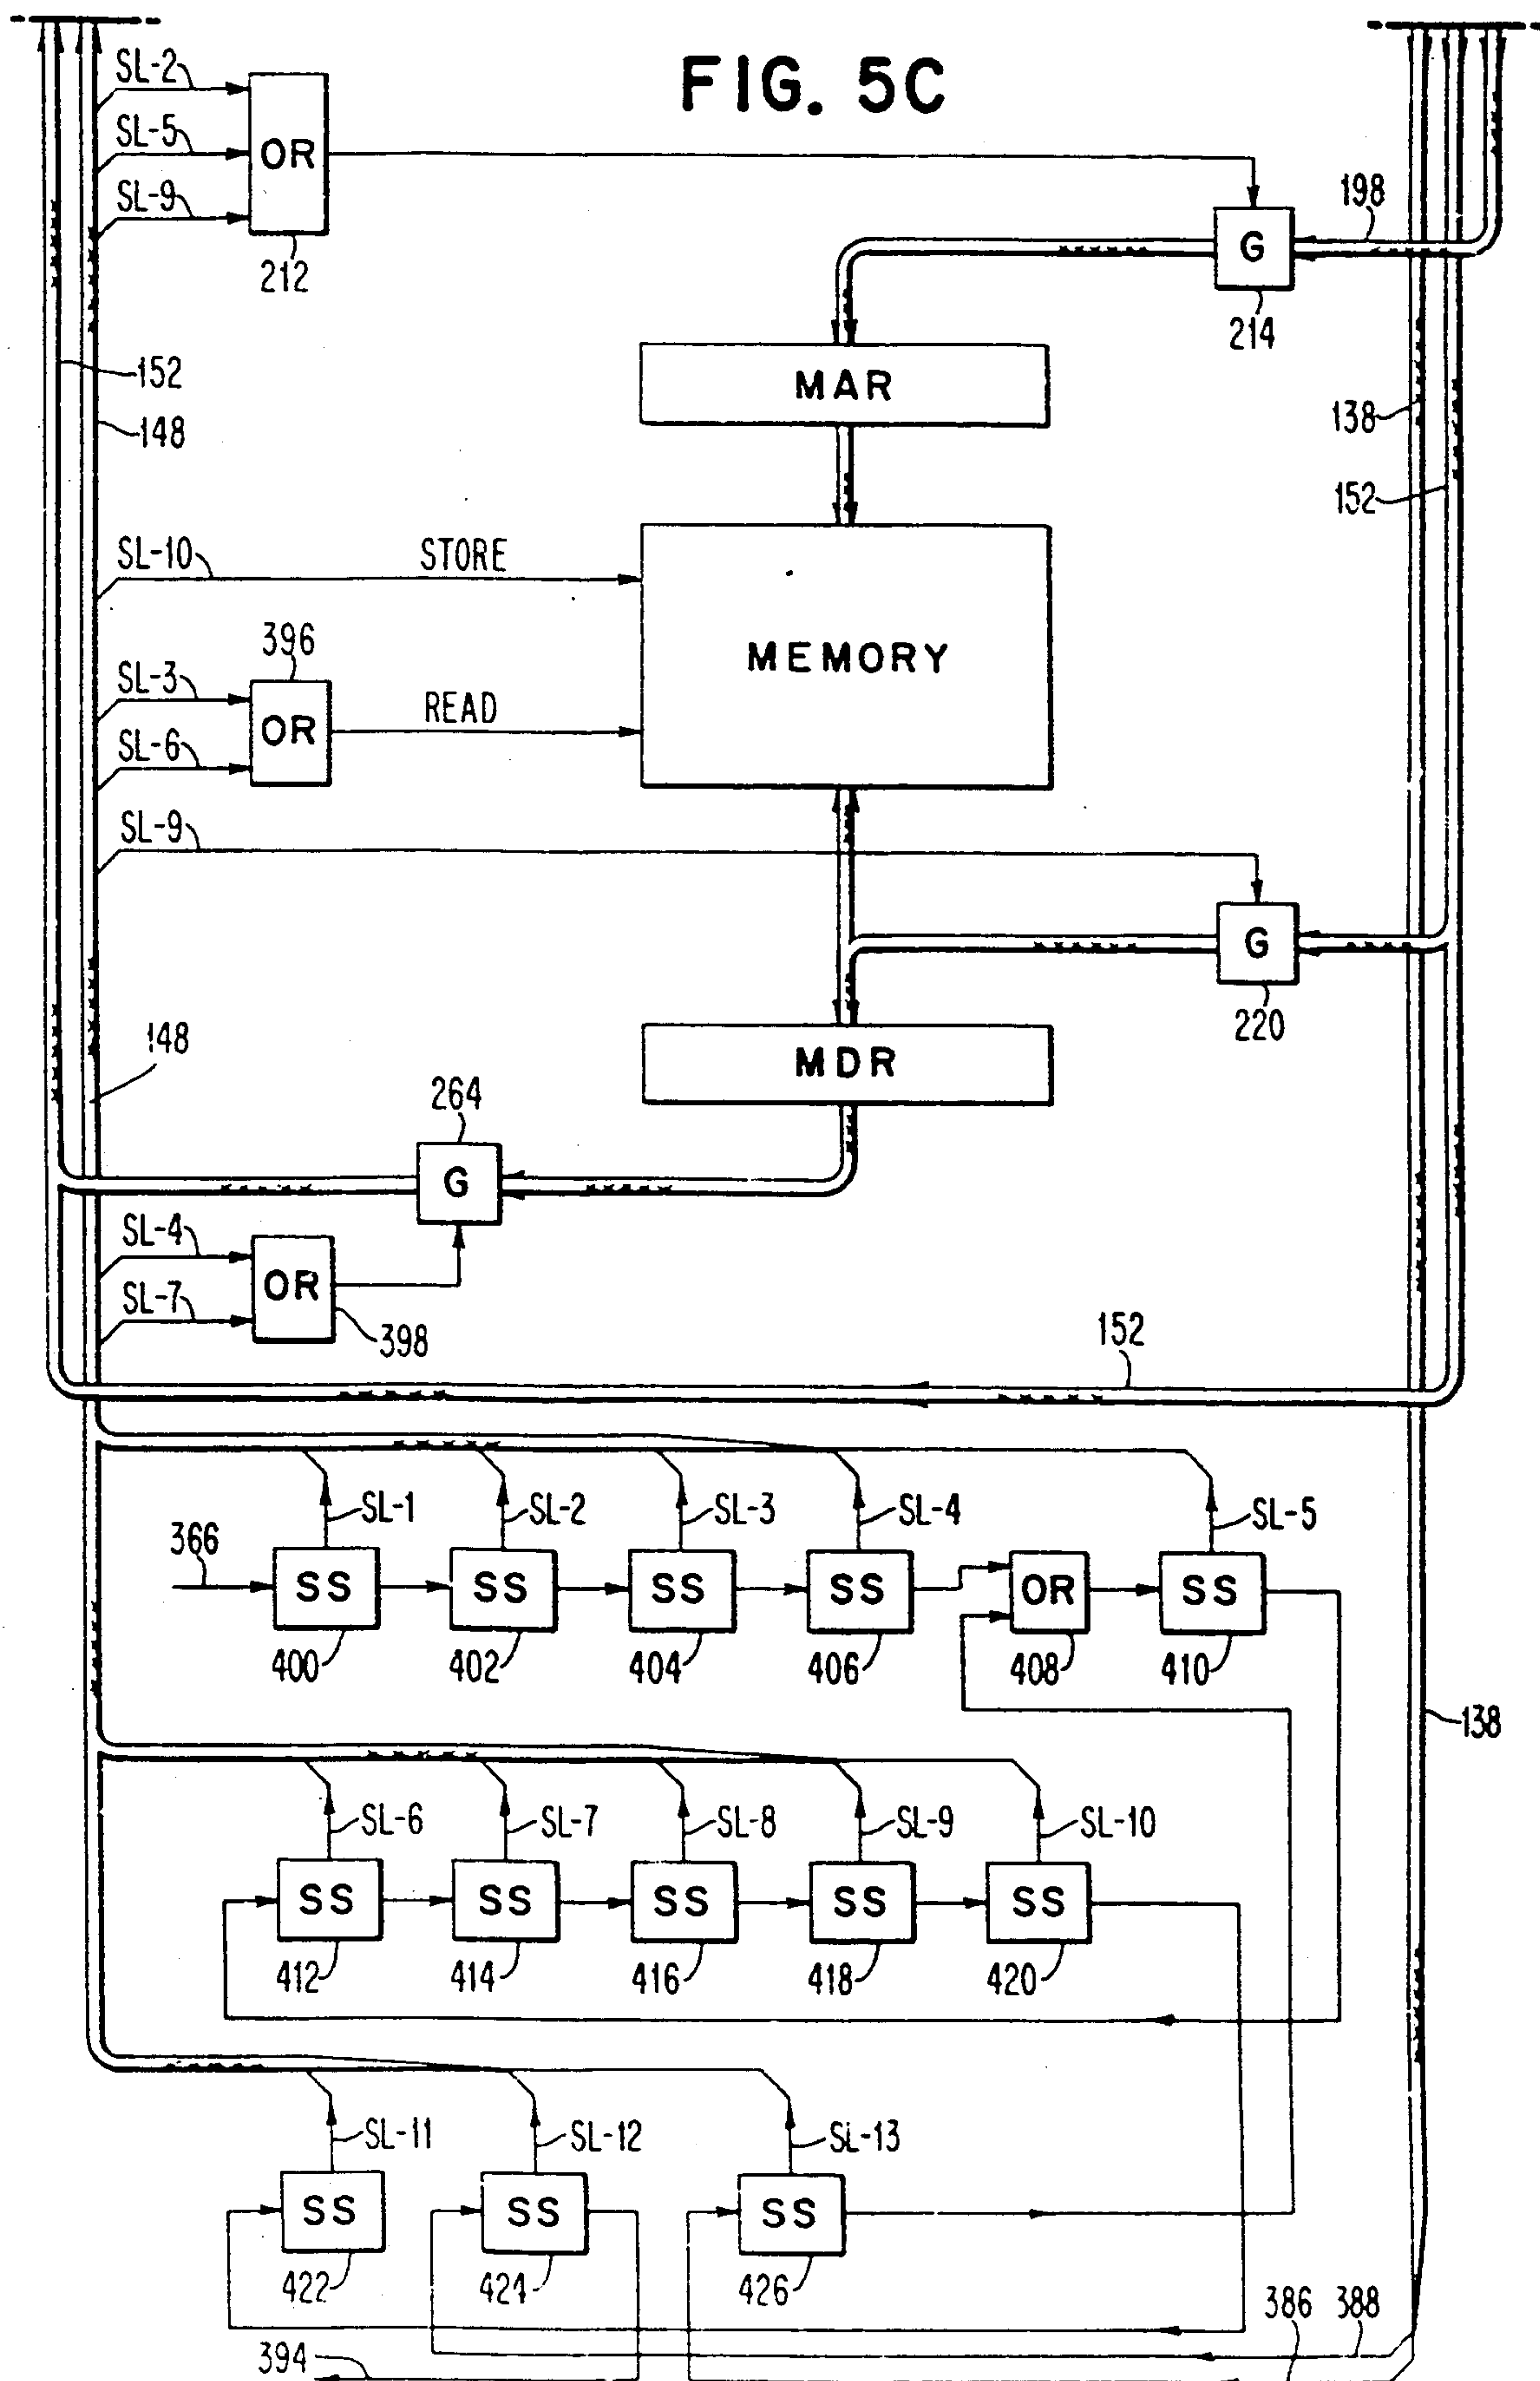 FIG. 5C
SL-2
SL-5
OR
SL-9
212
198
G
214
MAR
152
148
138
152
SL-10
STORE
MEMORY
396
SL-3
OR
READ
SL-6
SL-9
G
220
148
MDR
264
G
SL-4
OR
SL-7
398
152
SL-1
SL-2
SL-3
SL-4
SL-5
366
SS
SS
SS
SS
OR
SS
400
402
404
406
408
410
138
SL-6
SL-7
SL-8
SL-9
SL-10
SS
SS
SS
SS
SS
412
414
416
418
420
SL-11
SL-12
SL-13
SS
SS
SS
422
424
426
386
388
394